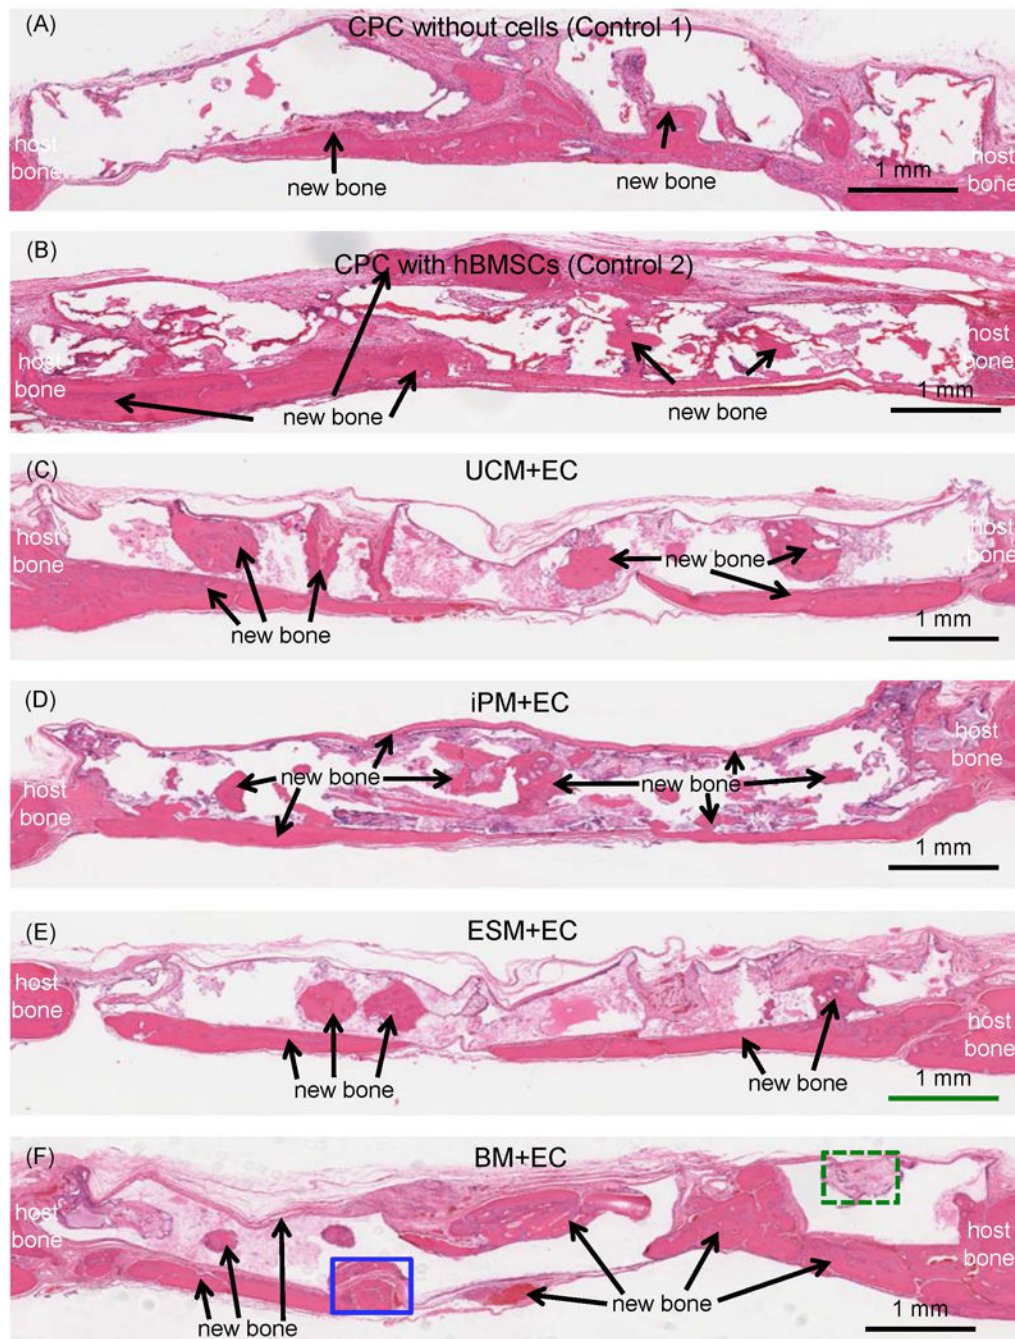 (A)
CPC without cells (Control 1)
host
bone
new bone
new bone
1 mm
host
bone
(B)
CPC with hBMSCs (Control 2)
host
bone
new bone
new bone
host
bone
1 mm
(C)
UCM+EC
host
bone
new bone
new bone
host
bone
1 mm
(D)
iPM+EC
host
bone
new bone
new bone
host
bone
1 mm
(E)
ESM+EC
host
bone
new bone
new bone
host
bone
1 mm
(F)
BM+EC
host
bone
new bone
new bone
host
bone
1 mm